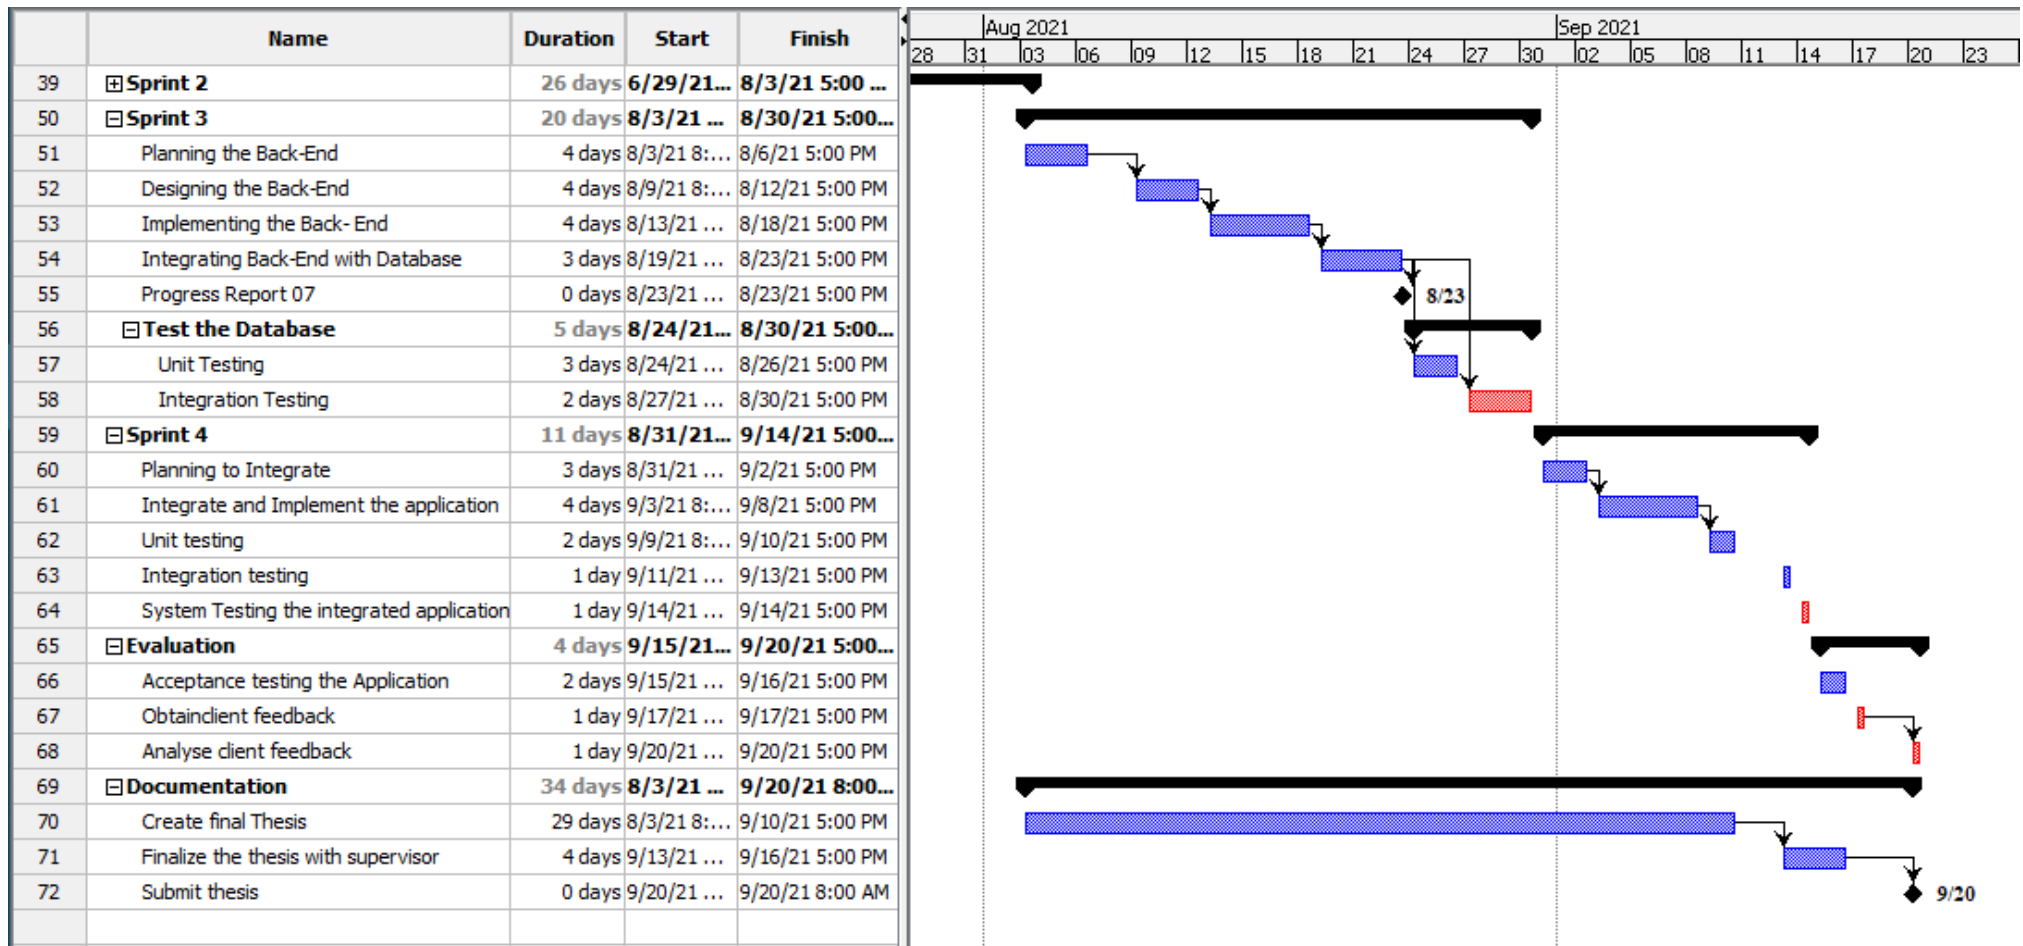 Name Duration Start Finish
Aug 2021 Sep 2021
28 31 03 06 09 12 15 18 21 24 27 30 02 05 08 11 14 17 20 23
39 Sprint 2 26 days 6/29/21... 8/3/21 5:00 ...
50 Sprint 3 20 days 8/3/21 ... 8/30/21 5:00...
51 Planning the Back-End 4 days 8/3/21 8:... 8/6/21 5:00 PM
52 Designing the Back-End 4 days 8/9/21 8:... 8/12/21 5:00 PM
53 Implementing the Back- End 4 days 8/13/21 ... 8/18/21 5:00 PM
54 Integrating Back-End with Database 3 days 8/19/21 ... 8/23/21 5:00 PM
55 Progress Report 07 0 days 8/23/21 ... 8/23/21 5:00 PM 8/23
56 Test the Database 5 days 8/24/21... 8/30/21 5:00...
57 Unit Testing 3 days 8/24/21 ... 8/26/21 5:00 PM
58 Integration Testing 2 days 8/27/21 ... 8/30/21 5:00 PM
59 Sprint 4 11 days 8/31/21... 9/14/21 5:00...
60 Planning to Integrate 3 days 8/31/21 ... 9/2/21 5:00 PM
61 Integrate and Implement the application 4 days 9/3/21 8:... 9/8/21 5:00 PM
62 Unit testing 2 days 9/9/21 8:... 9/10/21 5:00 PM
63 Integration testing 1 day 9/11/21 ... 9/13/21 5:00 PM
64 System Testing the integrated application 1 day 9/14/21 ... 9/14/21 5:00 PM
65 Evaluation 4 days 9/15/21... 9/20/21 5:00...
66 Acceptance testing the Application 2 days 9/15/21 ... 9/16/21 5:00 PM
67 Obtainclient feedback 1 day 9/17/21 ... 9/17/21 5:00 PM
68 Analyse client feedback 1 day 9/20/21 ... 9/20/21 5:00 PM
69 Documentation 34 days 8/3/21 ... 9/20/21 8:00...
70 Create final Thesis 29 days 8/3/21 8:... 9/10/21 5:00 PM
71 Finalize the thesis with supervisor 4 days 9/13/21 ... 9/16/21 5:00 PM
72 Submit thesis 0 days 9/20/21 ... 9/20/21 8:00 AM 9/20